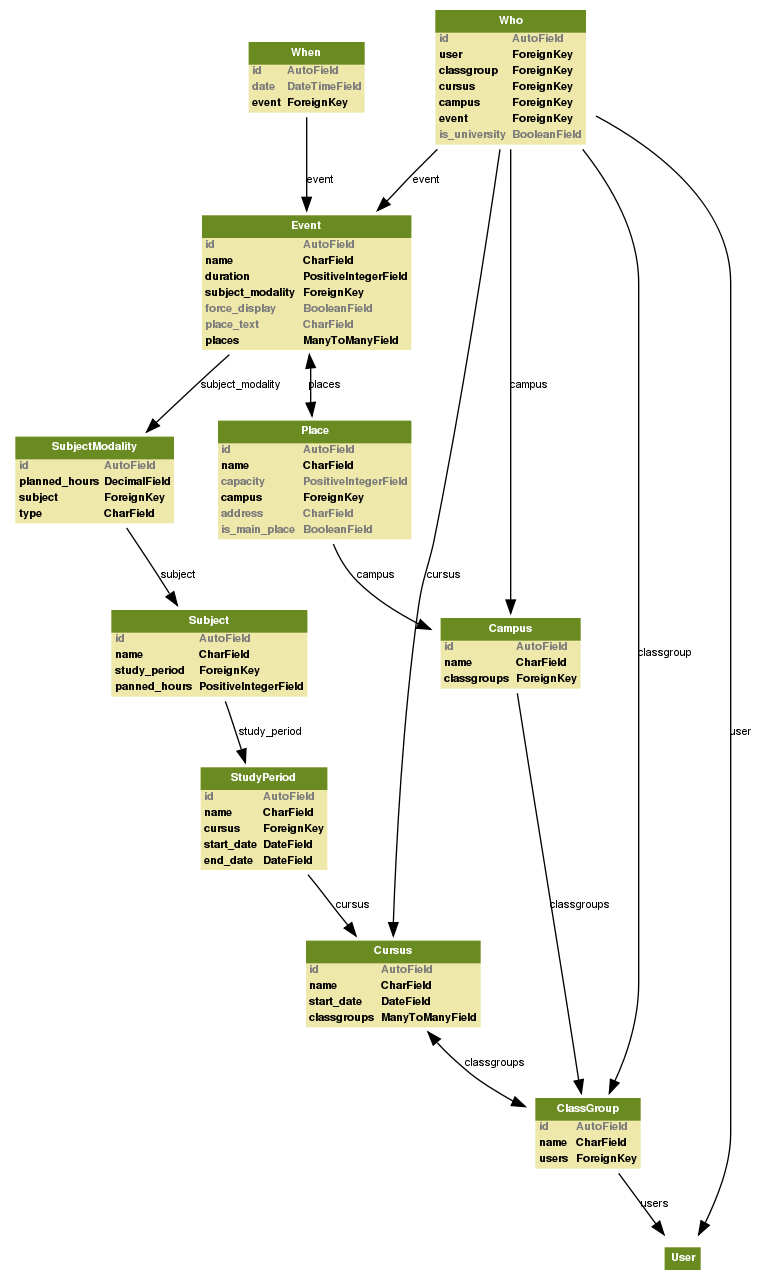 Who
id AutoField
user ForeignKey
classgroup ForeignKey
cursus ForeignKey
campus ForeignKey
event ForeignKey
is_university BooleanField
When
id AutoField
date DateTimeField
event ForeignKey
event
event
Event
id AutoField
name CharField
duration PositiveIntegerField
subject_modality ForeignKey
force_display BooleanField
place_text CharField
places ManyToManyField
subject_modality
places
campus
SubjectModality
id AutoField
planned_hours DecimalField
subject ForeignKey
type CharField
Place
id AutoField
name CharField
capacity PositiveIntegerField
campus ForeignKey
address CharField
is_main_place BooleanField
subject
campus
cursus
Subject
id AutoField
name CharField
study_period ForeignKey
panned_hours PositiveIntegerField
Campus
id AutoField
name CharField
classgroups ForeignKey
classgroup
study_period
user
StudyPeriod
id AutoField
name CharField
cursus ForeignKey
start_date DateField
end_date DateField
cursus
classgroups
Cursus
id AutoField
name CharField
start_date DateField
classgroups ManyToManyField
classgroups
ClassGroup
id AutoField
name CharField
users ForeignKey
users
User